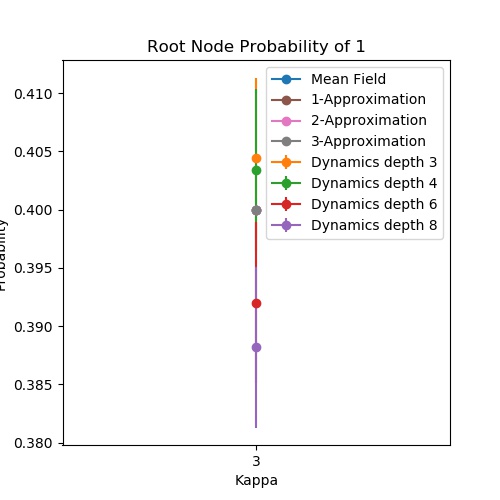 Root Node Probability of 1
Mean Field
1-Approximation
2-Approximation
3-Approximation
Dynamics depth 3
Dynamics depth 4
Dynamics depth 6
Dynamics depth 8
0.410
0.405
0.400
0.395
0.390
0.385
0.380
Probability
3
Kappa